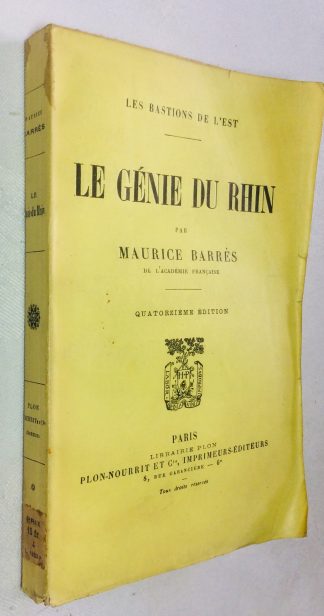 LES BASTIONS DE L'EST
LE GÉNIE DU RHIN
PAR
MAURICE BARRÈS
DE L'ACADÉMIE FRANÇAISE
QUATORZIÈME ÉDITION
PARIS
LIBRAIRIE PLON
PLON-NOURRIT ET Cie, IMPRIMEURS-ÉDITEURS
8, RUE GARANCIÈRE — 6e
Tous droits réservés
BARRÈS
LE
Génie du Rhin
PLON